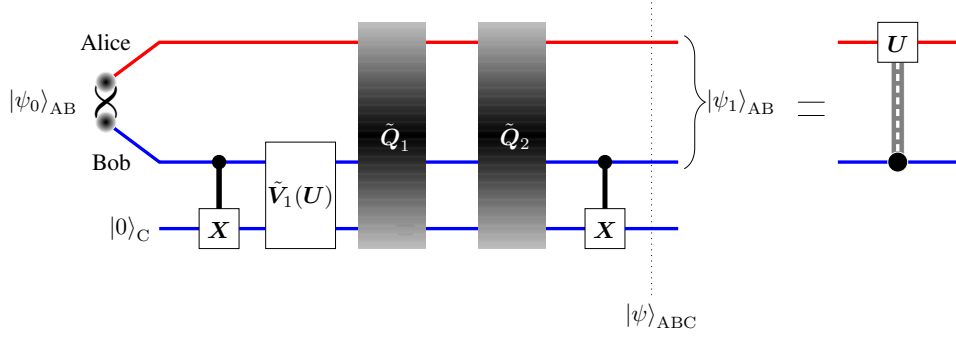 Alice
|ψ₀⟩_AB
Bob
|0⟩_C
X
Ṽ₁(U)
Q̃₁
Q̃₂
X
|ψ₁⟩_AB
=
U
|ψ⟩_ABC